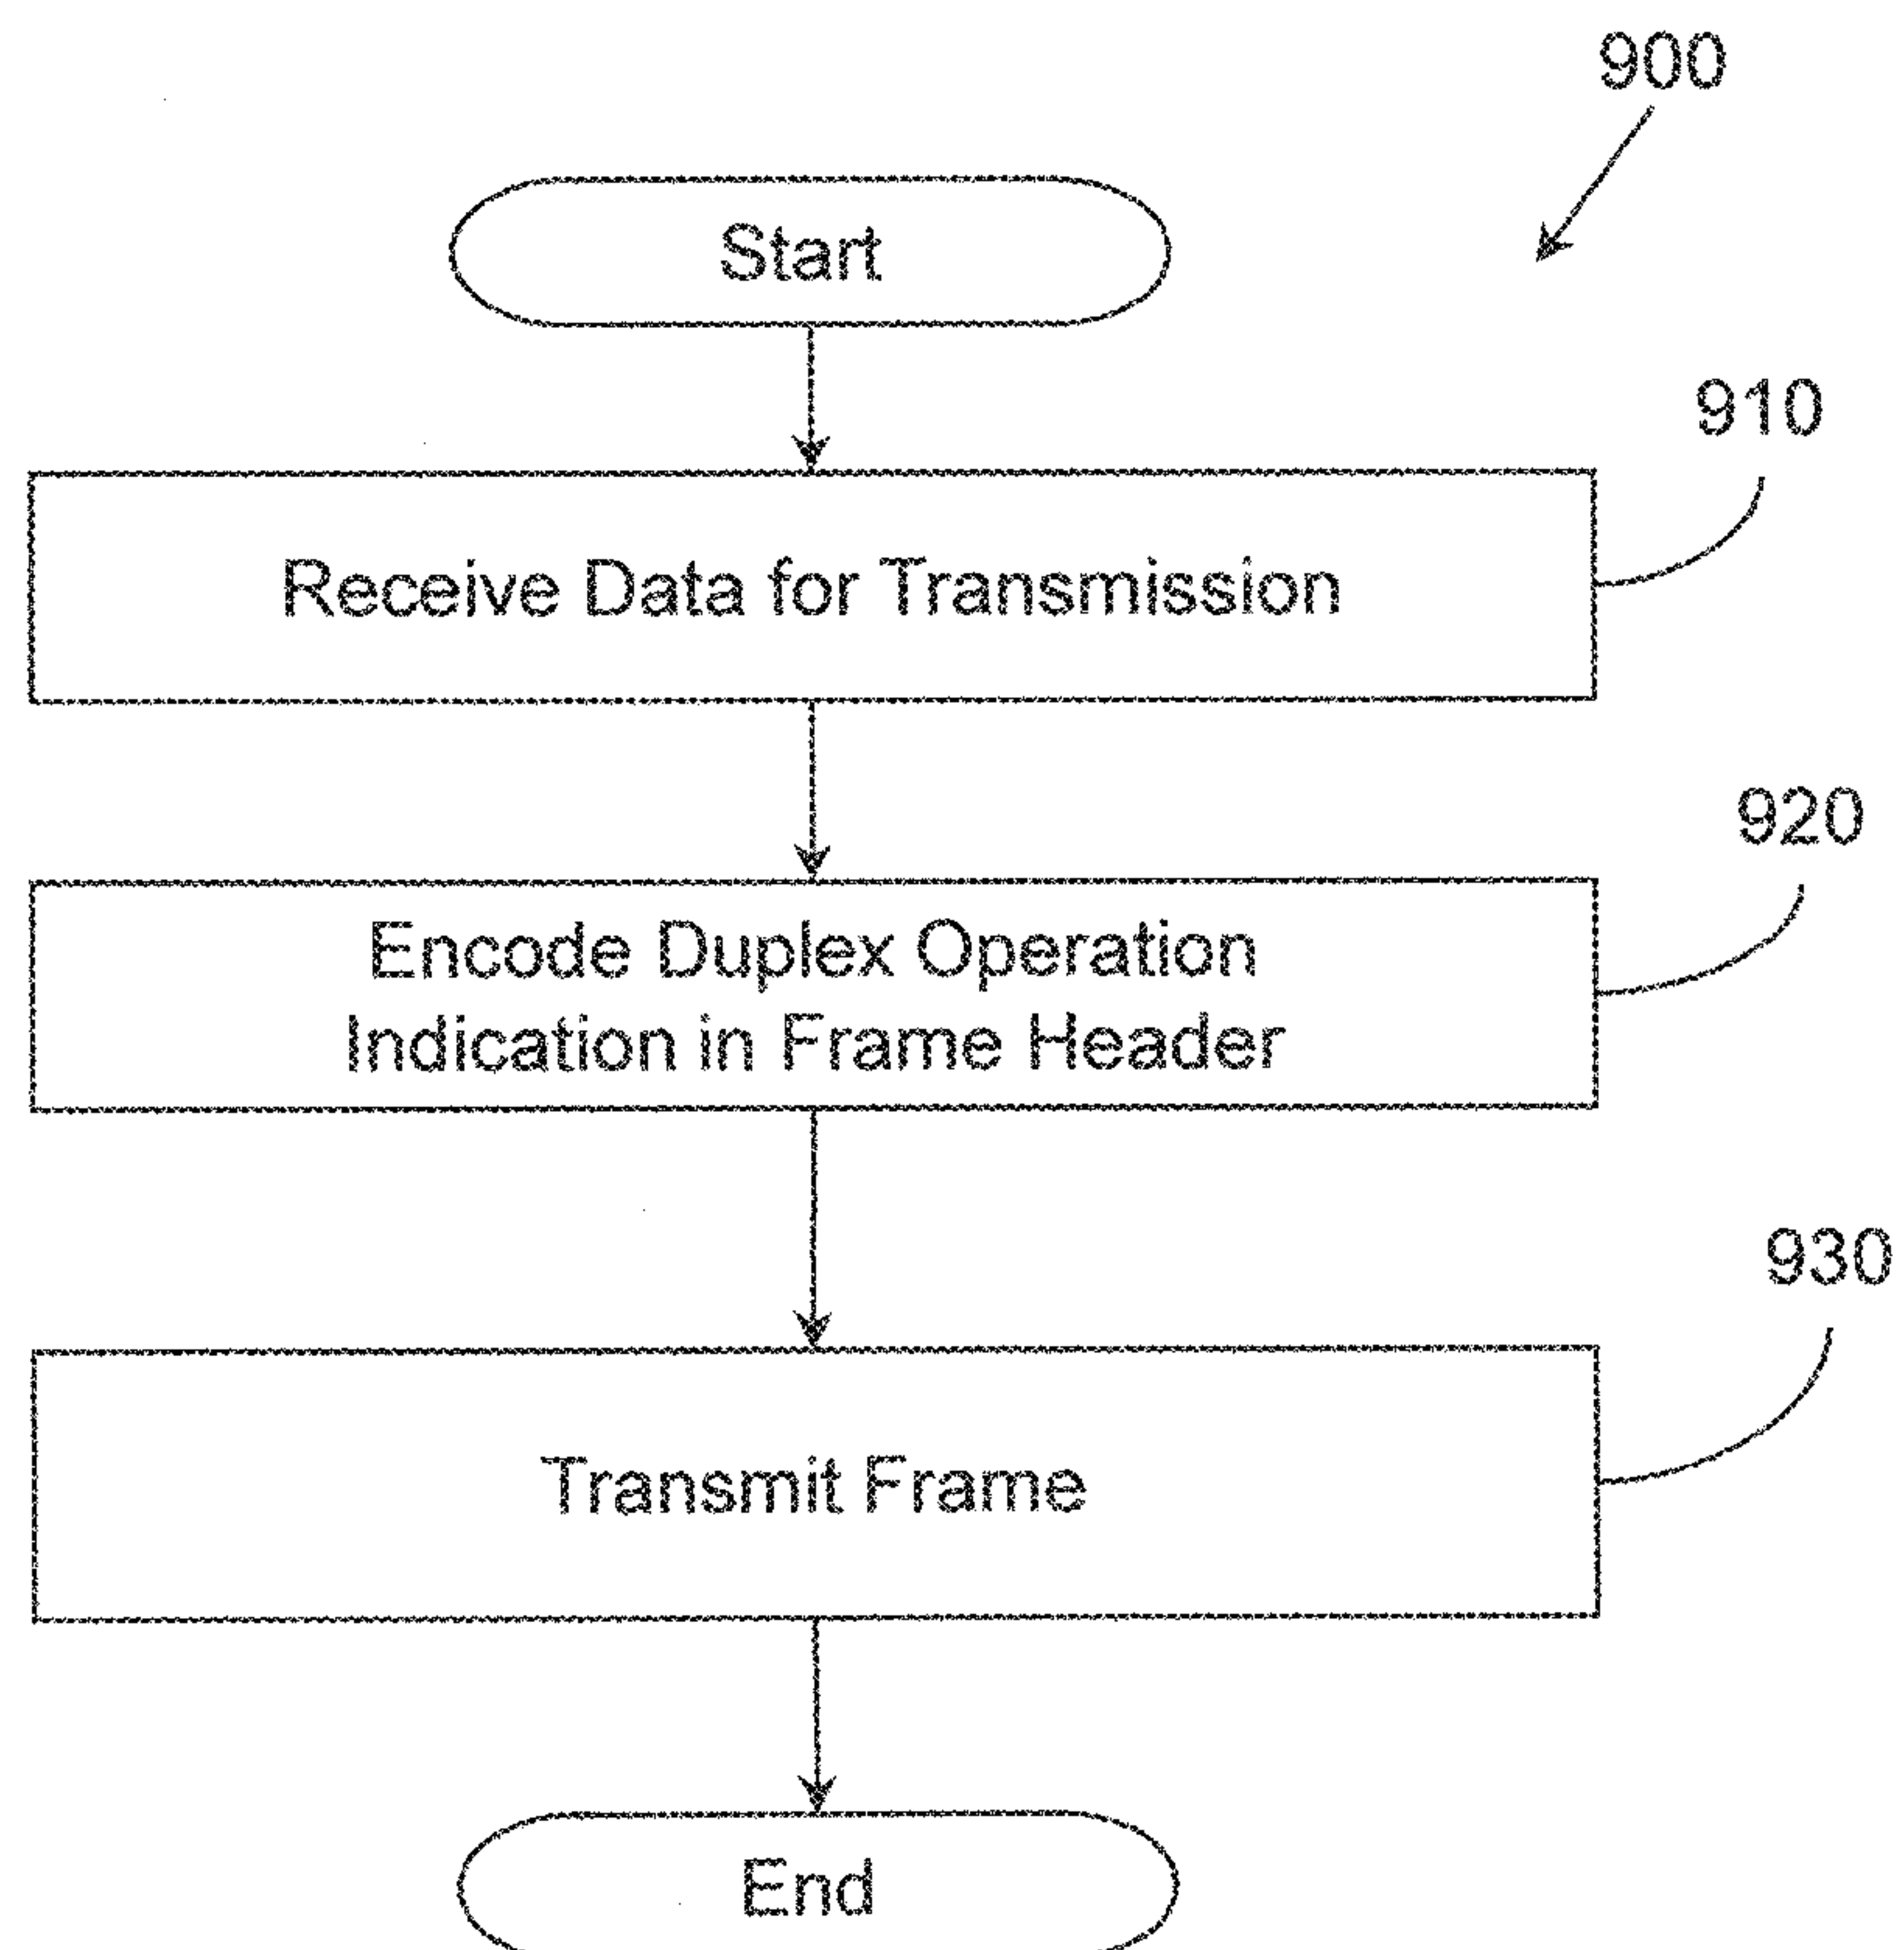 900
Start
910
Receive Data for Transmission
920
Encode Duplex Operation
Indication in Frame Header
930
Transmit Frame
End